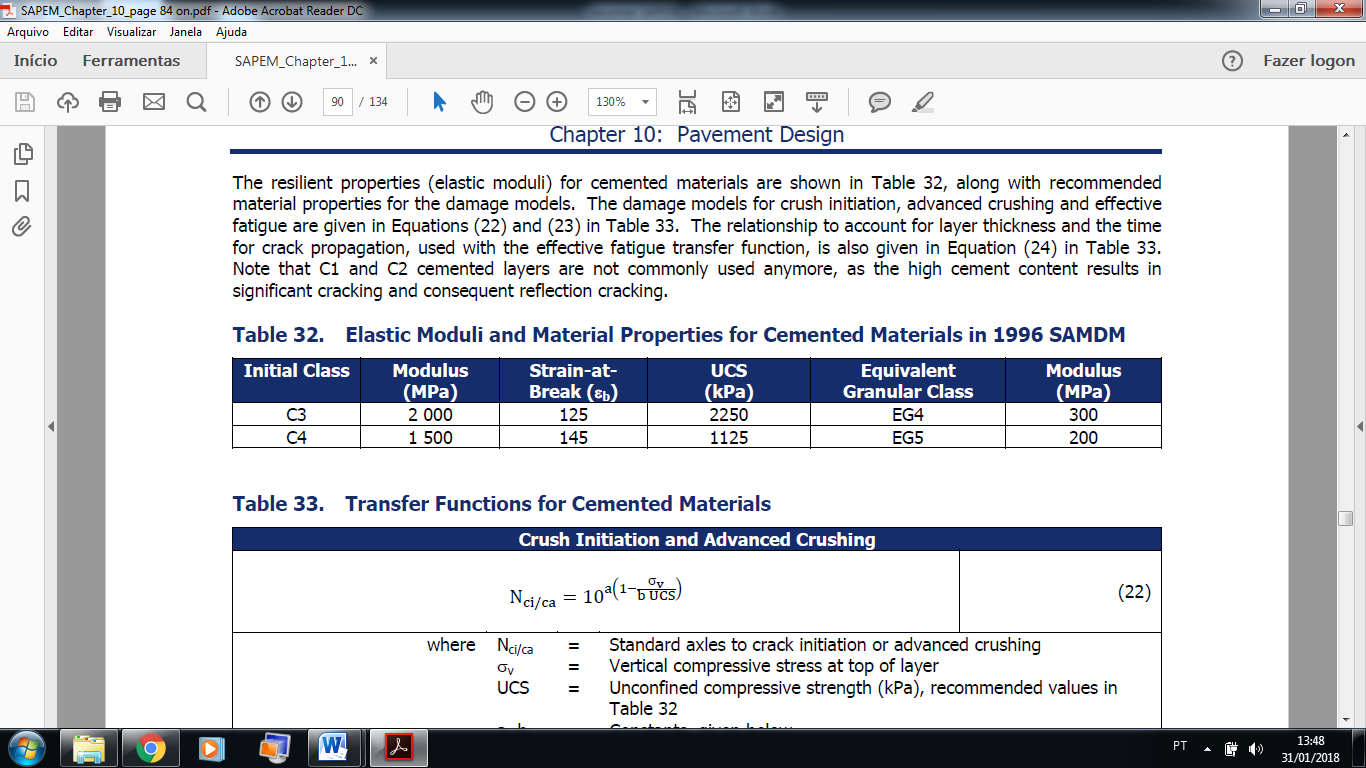 SAPEM_Chapter_10_page 84 on.pdf - Adobe Acrobat Reader DC
Arquivo Editar Visualizar Janela Ajuda
Início Ferramentas SAPEM_Chapter_1... × Fazer logon
90 / 134 130%
Chapter 10: Pavement Design
The resilient properties (elastic moduli) for cemented materials are shown in Table 32, along with recommended
material properties for the damage models. The damage models for crush initiation, advanced crushing and effective
fatigue are given in Equations (22) and (23) in Table 33. The relationship to account for layer thickness and the time
for crack propagation, used with the effective fatigue transfer function, is also given in Equation (24) in Table 33.
Note that C1 and C2 cemented layers are not commonly used anymore, as the high cement content results in
significant cracking and consequent reflection cracking.
Table 32. Elastic Moduli and Material Properties for Cemented Materials in 1996 SAMDM
Initial Class Modulus (MPa) Strain-at-Break (εb) UCS (kPa) Equivalent Granular Class Modulus (MPa)
C3 2 000 125 2250 EG4 300
C4 1 500 145 1125 EG5 200
Table 33. Transfer Functions for Cemented Materials
Crush Initiation and Advanced Crushing
N_ci/ca = 10^a(1−σv/(b UCS)) (22)
where Nci/ca = Standard axles to crack initiation or advanced crushing
σv = Vertical compressive stress at top of layer
UCS = Unconfined compressive strength (kPa), recommended values in
Table 32
PT 13:48
31/01/2018